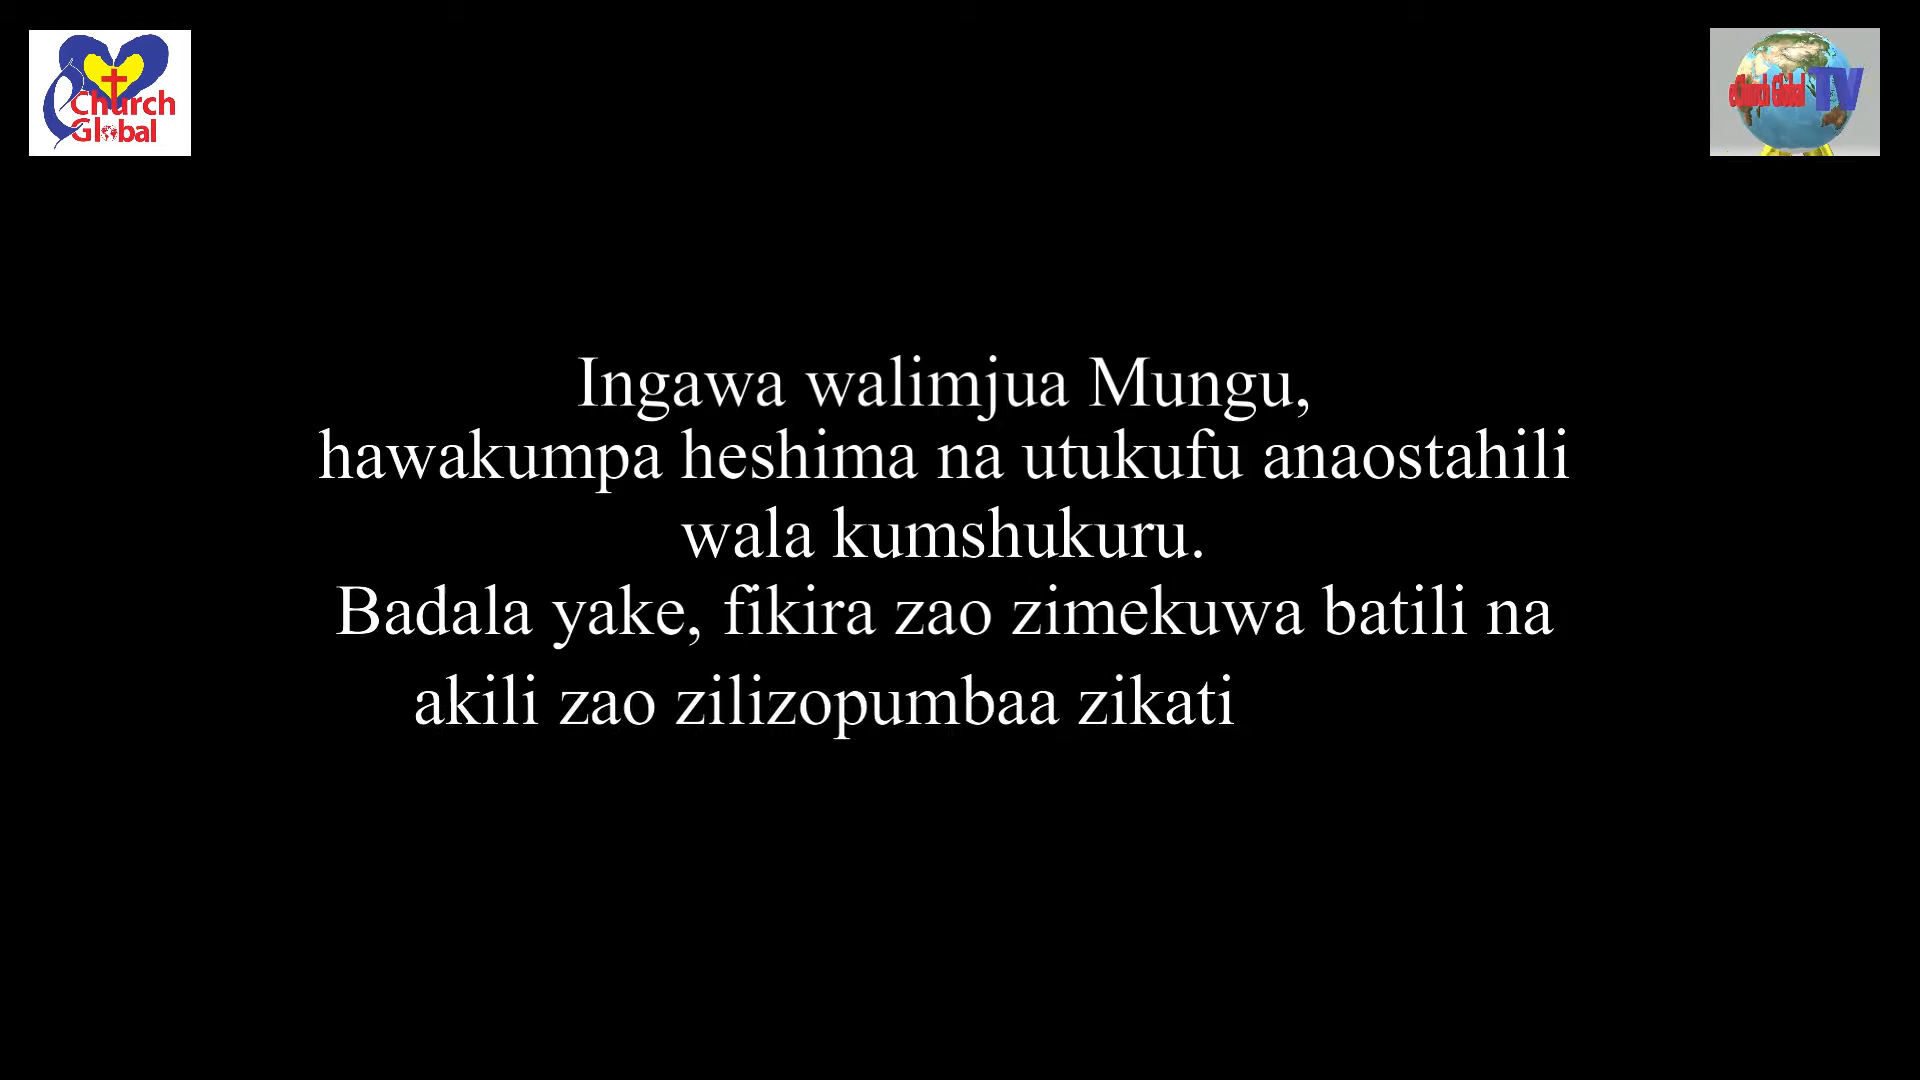 Church
Global
eChurch Global TV
Ingawa walimjua Mungu,
hawakumpa heshima na utukufu anaostahili
wala kumshukuru.
Badala yake, fikira zao zimekuwa batili na
akili zao zilizopumbaa zikati